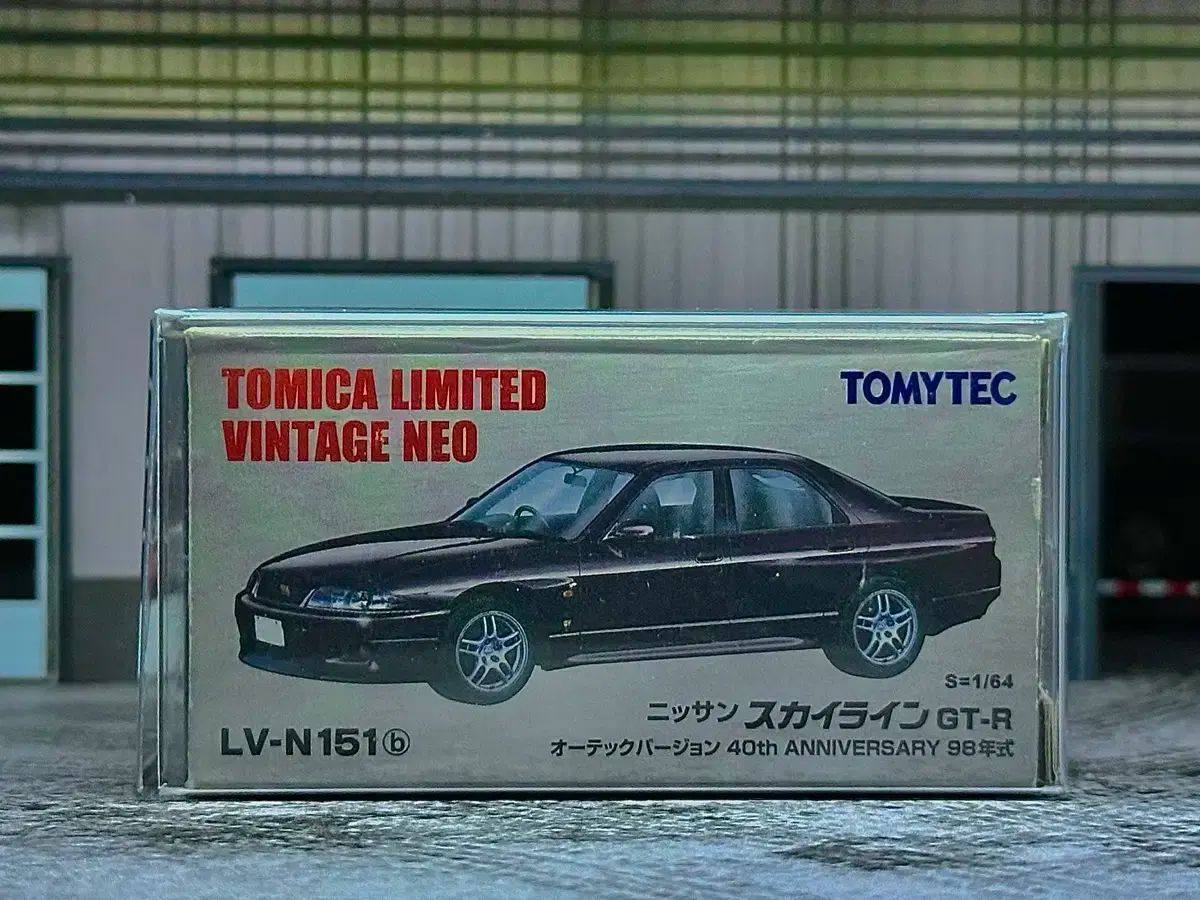 TOMICA LIMITED
VINTAGE NEO
TOMYTEC
S=1/64
ニッサン スカイライン GT-R
LV-N151ⓑ
オーテックバージョン 40th ANNIVERSARY 98年式